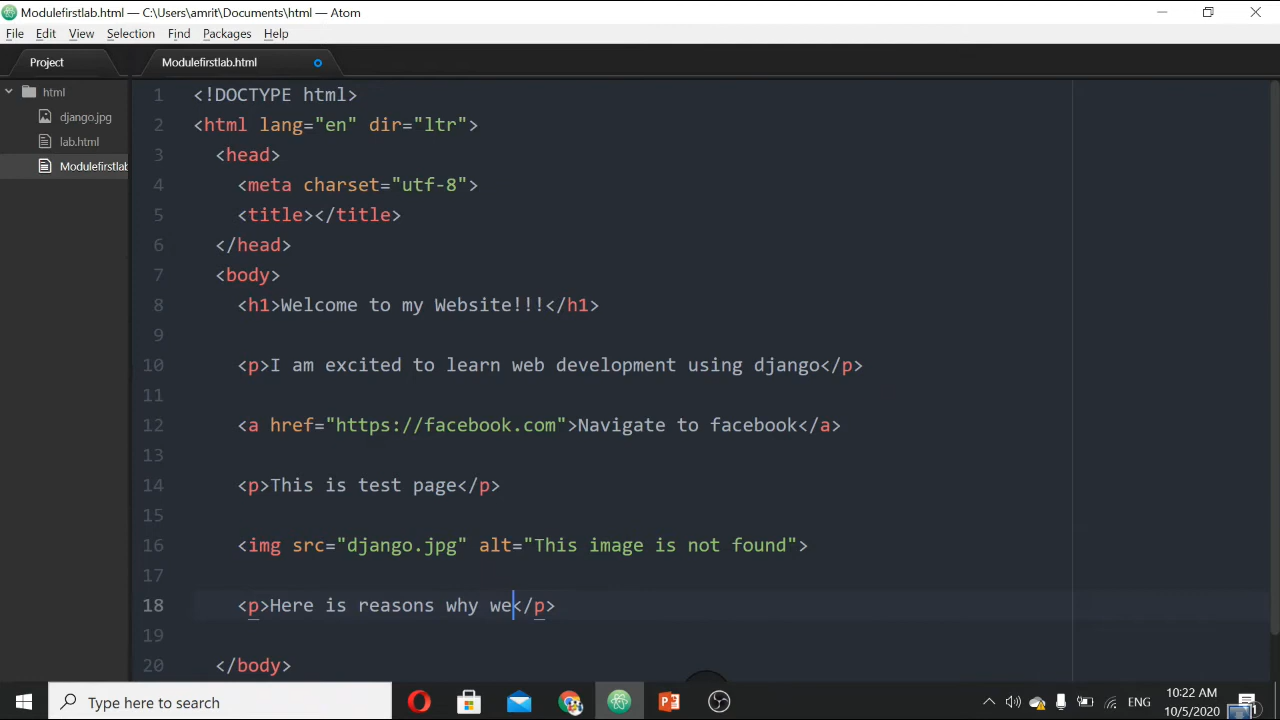 Modulefirstlab.html — C:\Users\amrit\Documents\html — Atom
File Edit View Selection Find Packages Help
Project Modulefirstlab.html
html
django.jpg
lab.html
Modulefirstlab
1 <!DOCTYPE html>
2 <html lang="en" dir="ltr">
3 <head>
4 <meta charset="utf-8">
5 <title></title>
6 </head>
7 <body>
8 <h1>Welcome to my Website!!!</h1>
9
10 <p>I am excited to learn web development using django</p>
11
12 <a href="https://facebook.com">Navigate to facebook</a>
13
14 <p>This is test page</p>
15
16 <img src="django.jpg" alt="This image is not found">
17
18 <p>Here is reasons why we</p>
19
20 </body>
Type here to search
ENG
10:22 AM
10/5/2020
1